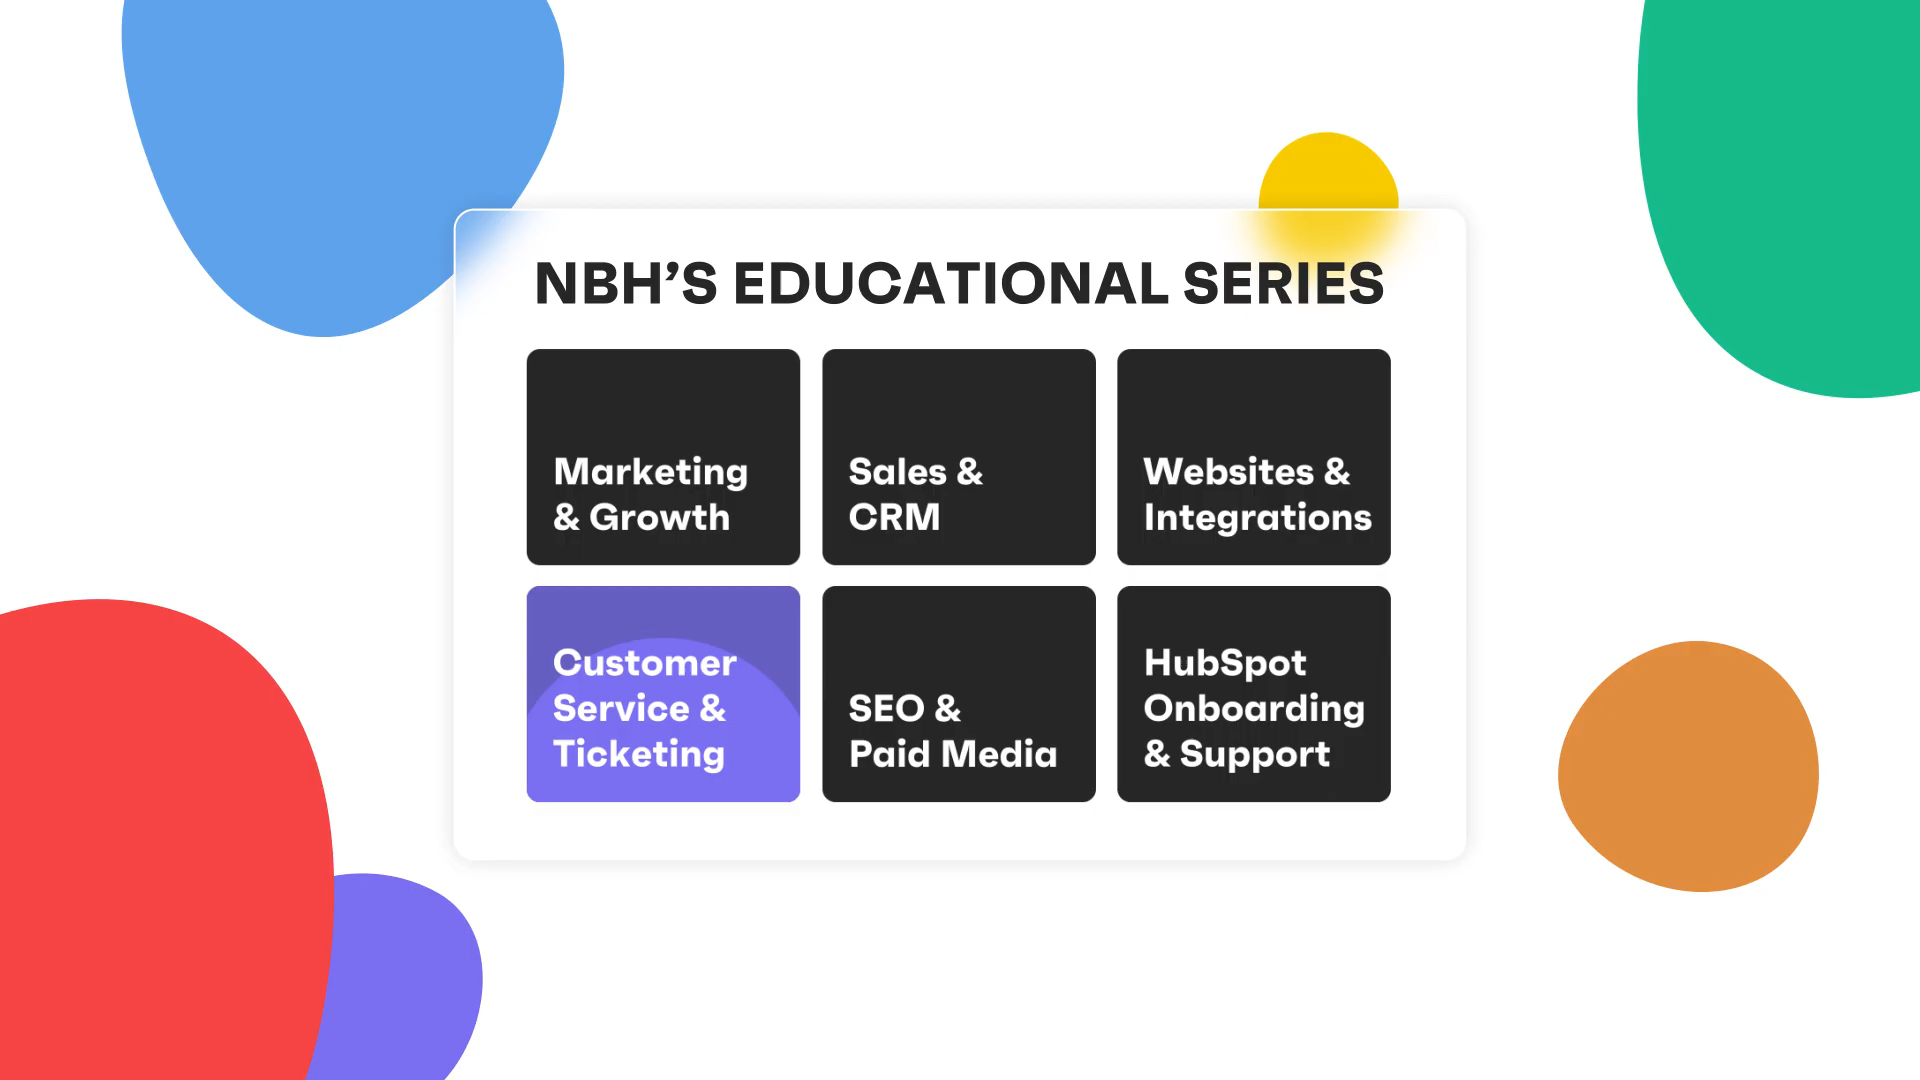 NBH’S EDUCATIONAL SERIES
Marketing
& Growth
Sales &
CRM
Websites &
Integrations
Customer
Service &
Ticketing
SEO &
Paid Media
HubSpot
Onboarding
& Support